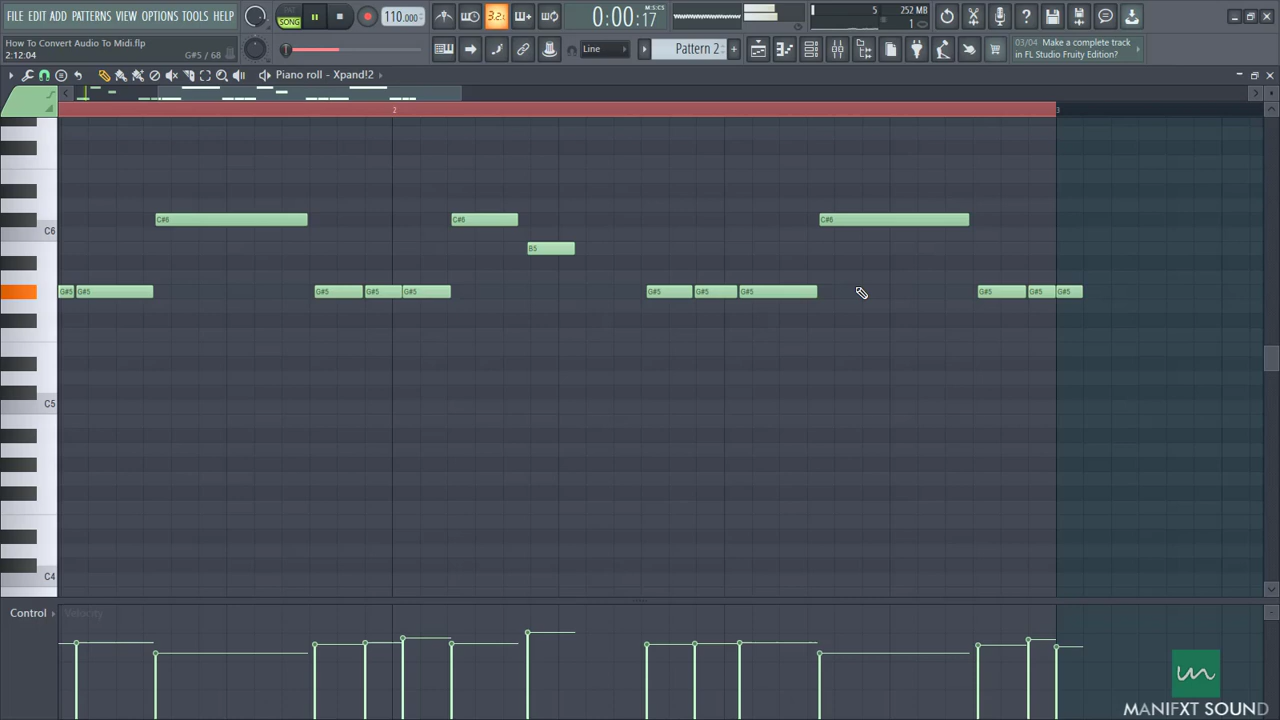 FILE EDIT ADD PATTERNS VIEW OPTIONS TOOLS HELP
PAT
SONG
110.000
3.2.
0:00:17
M:S:CS
5
252 MB
1
How To Convert Audio To Midi.flp
2:12:04
G#5 / 68
Line
Pattern 2
03/04 Make a complete track
in FL Studio Fruity Edition?
Piano roll - Xpand!2
2
3
C#6
C#6
C#6
C6
B5
G#5
G#5
G#5
G#5
G#5
G#5
G#5
G#5
G#5
G#5
G#5
C5
C4
Control
Velocity
MANIFXT SOUND